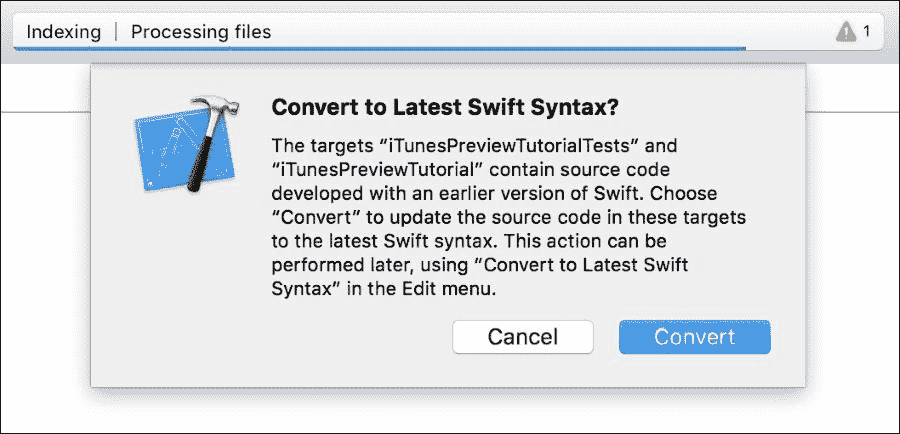 Indexing | Processing files
1
Convert to Latest Swift Syntax?
The targets “iTunesPreviewTutorialTests” and
“iTunesPreviewTutorial” contain source code
developed with an earlier version of Swift. Choose
“Convert” to update the source code in these targets
to the latest Swift syntax. This action can be
performed later, using “Convert to Latest Swift
Syntax” in the Edit menu.
Cancel
Convert